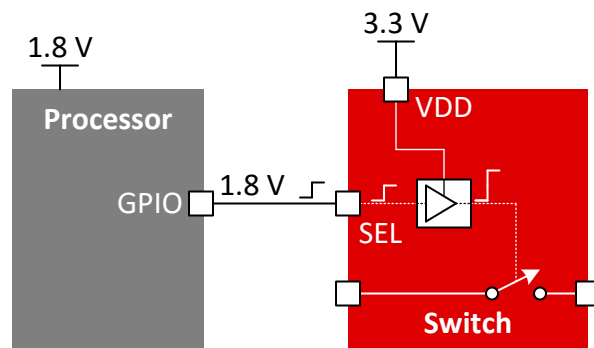 1.8 V
3.3 V
Processor
VDD
GPIO
1.8 V
SEL
Switch